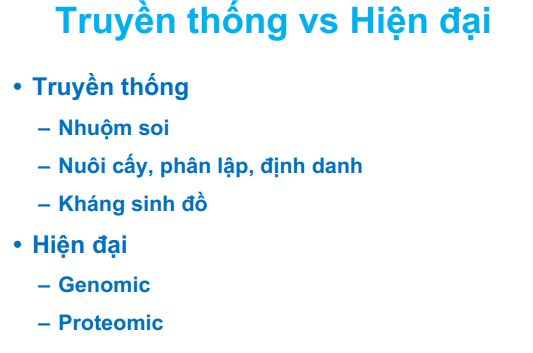 Truyền thống vs Hiện đại
• Truyền thống
– Nhuộm soi
– Nuôi cấy, phân lập, định danh
– Kháng sinh đồ
• Hiện đại
– Genomic
– Proteomic